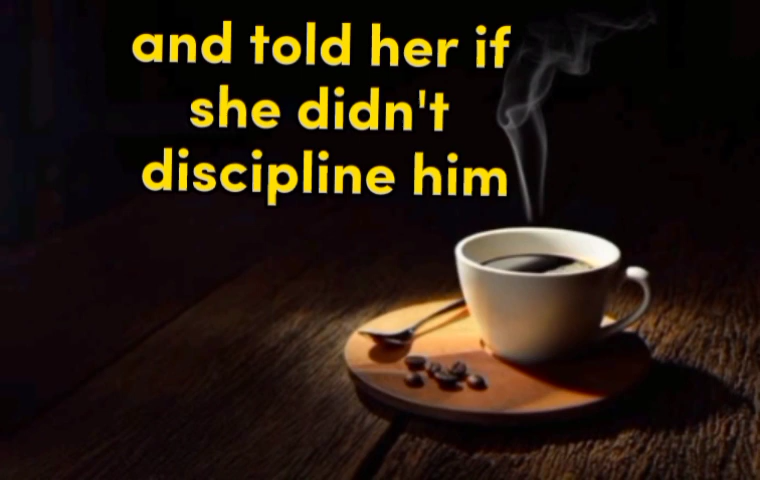 and told her if
she didn't
discipline him